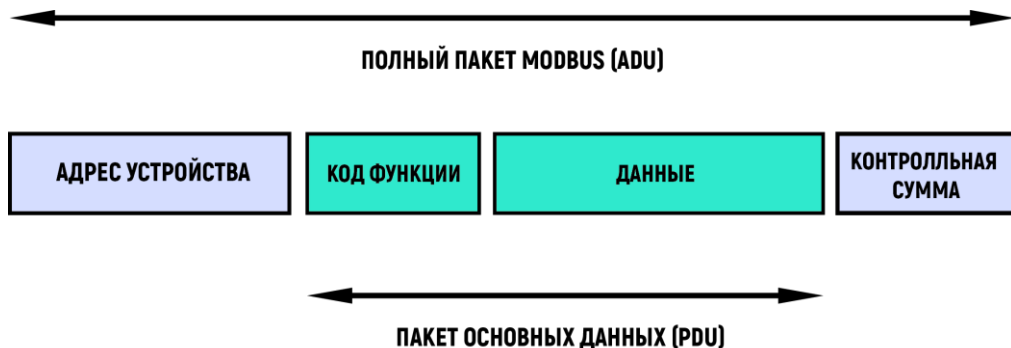 ПОЛНЫЙ ПАКЕТ MODBUS (ADU)
АДРЕС УСТРОЙСТВА
КОД ФУНКЦИИ
ДАННЫЕ
КОНТРОЛЛЬНАЯ
СУММА
ПАКЕТ ОСНОВНЫХ ДАННЫХ (PDU)